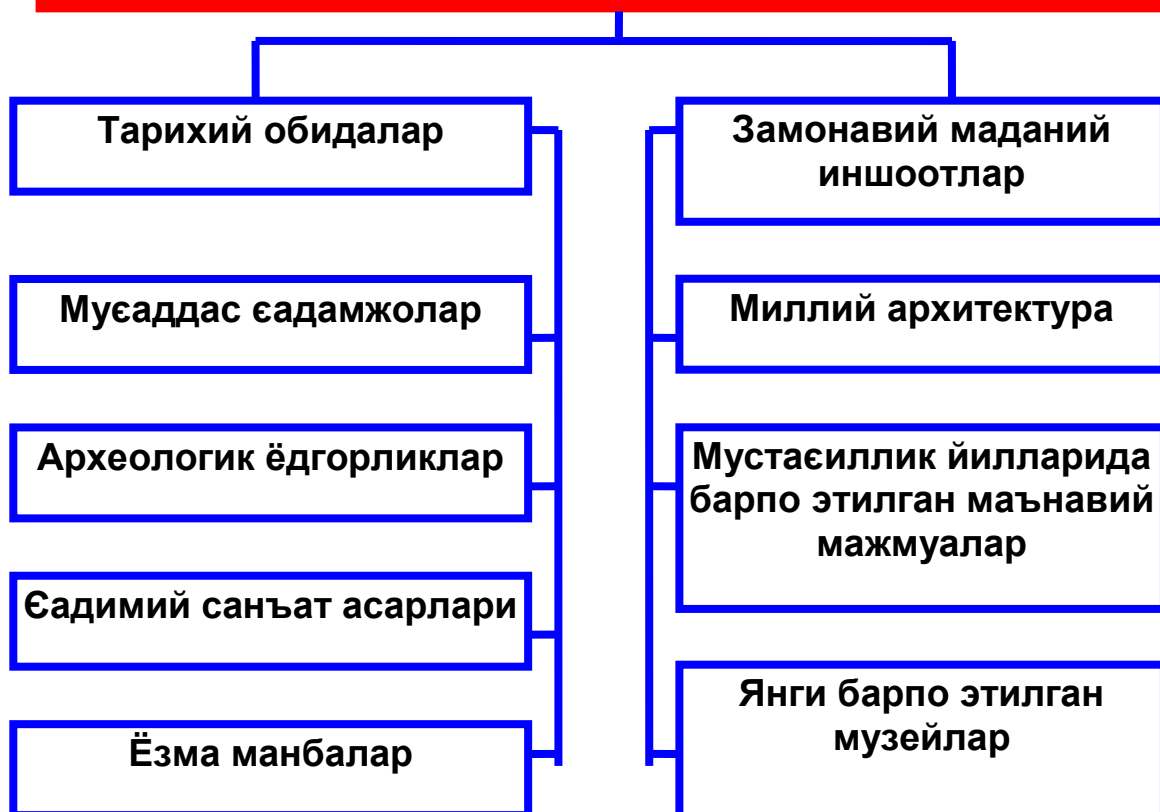 Тарихий обидалар
Муєаддас єадамжолар
Археологик ёдгорликлар
Єадимий санъат асарлари
Ёзма манбалар
Замонавий маданий
иншоотлар
Миллий архитектура
Мустаєиллик йилларида
барпо этилган маънавий
мажмуалар
Янги барпо этилган
музейлар